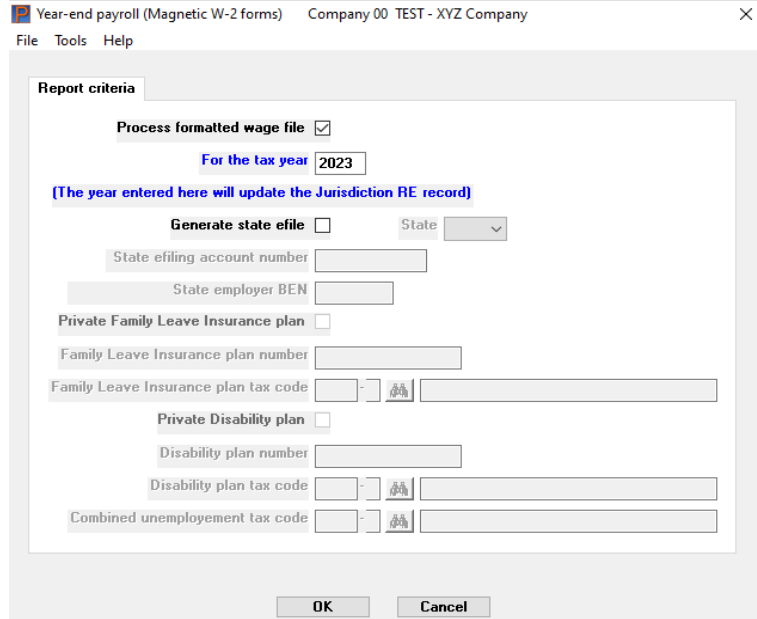 Year-end payroll (Magnetic W-2 forms) Company 00 TEST - XYZ Company
File Tools Help
Report criteria
Process formatted wage file
For the tax year 2023
(The year entered here will update the Jurisdiction RE record)
Generate state efile State
State efiling account number
State employer BEN
Private Family Leave Insurance plan
Family Leave Insurance plan number
Family Leave Insurance plan tax code -
Private Disability plan
Disability plan number
Disability plan tax code -
Combined unemployement tax code -
OK Cancel